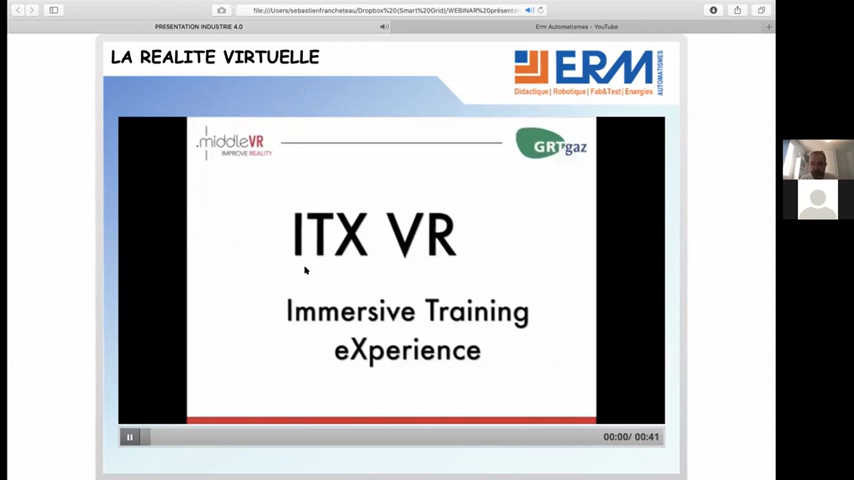 file:///Users/sebastienfrancheteau/Dropbox%20(Smart%20Grid)/WEBINAR%20présent
PRESENTATION INDUSTRIE 4.0
Erm Automatismes - YouTube
LA REALITE VIRTUELLE
ERM
AUTOMATISMES
Didactique| Robotique | Fab&Test| Energies
.middleVR
IMPROVE REALITY
GRTgaz
ITX VR
Immersive Training
eXperience
00:00/ 00:41